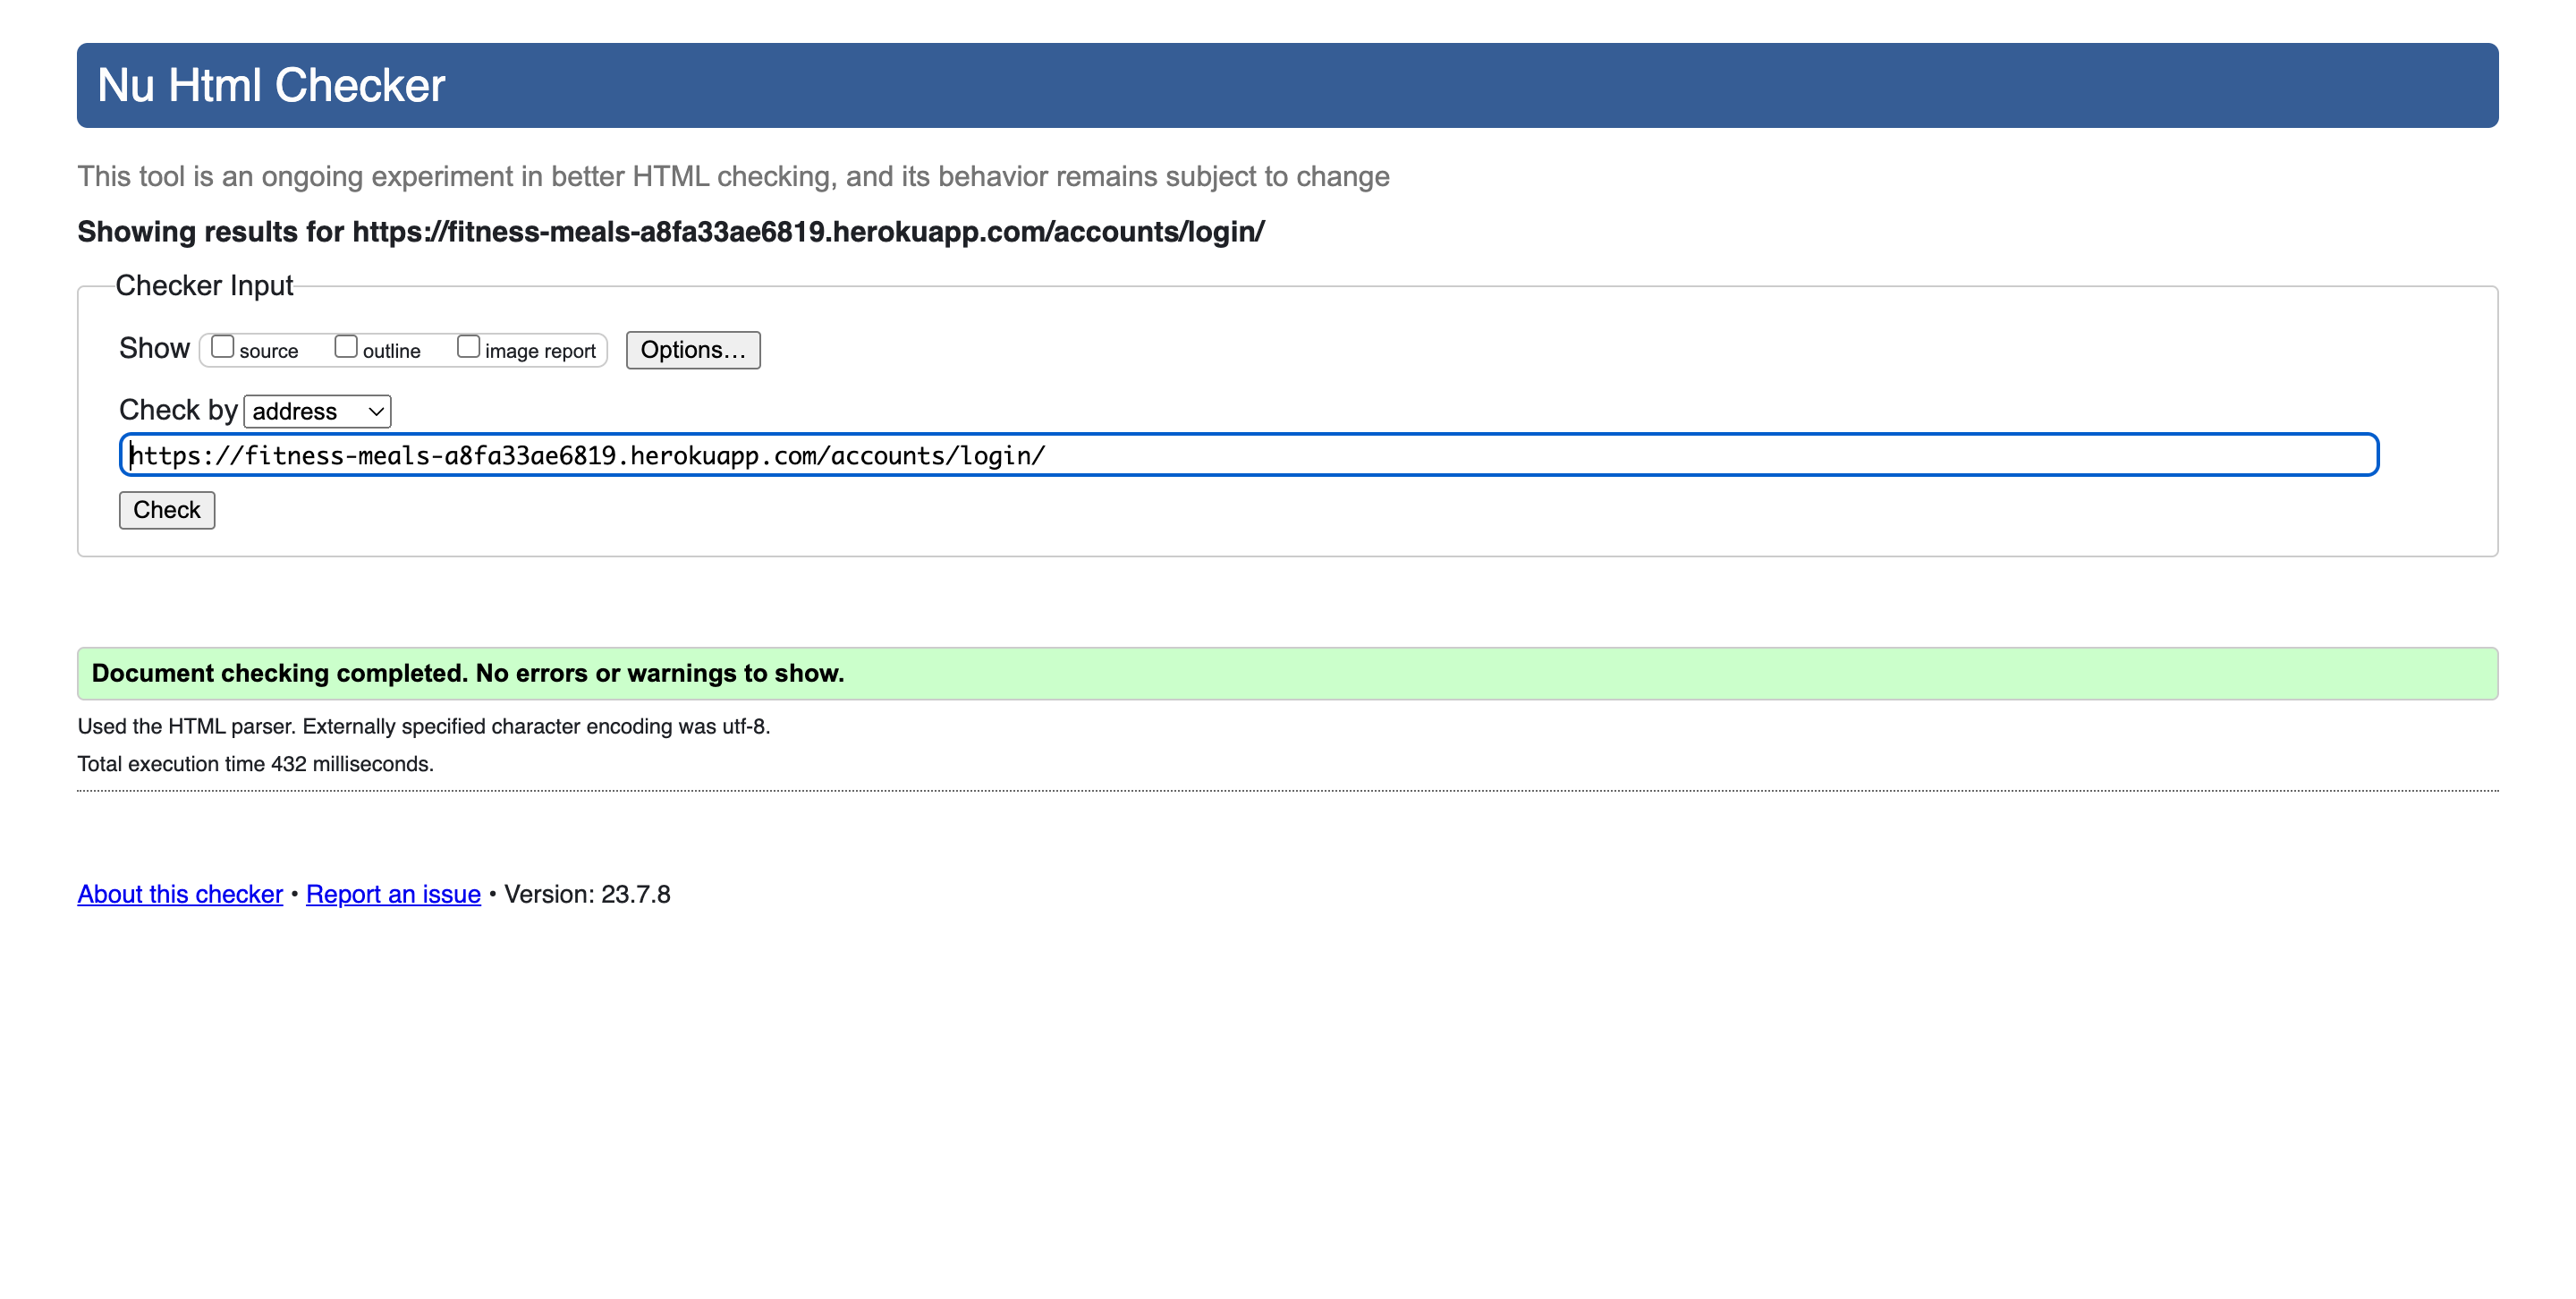 Nu Html Checker
This tool is an ongoing experiment in better HTML checking, and its behavior remains subject to change
Showing results for https://fitness-meals-a8fa33ae6819.herokuapp.com/accounts/login/
Checker Input
Show source outline image report Options...
Check by address
https://fitness-meals-a8fa33ae6819.herokuapp.com/accounts/login/
Check
Document checking completed. No errors or warnings to show.
Used the HTML parser. Externally specified character encoding was utf-8.
Total execution time 432 milliseconds.
About this checker • Report an issue • Version: 23.7.8